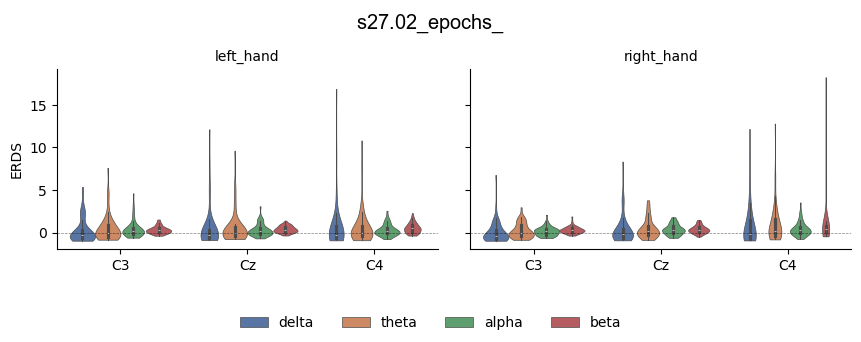 s27.02_epochs_
left_hand
right_hand
ERDS
15
10
5
0
C3
Cz
C4
C3
Cz
C4
delta
theta
alpha
beta